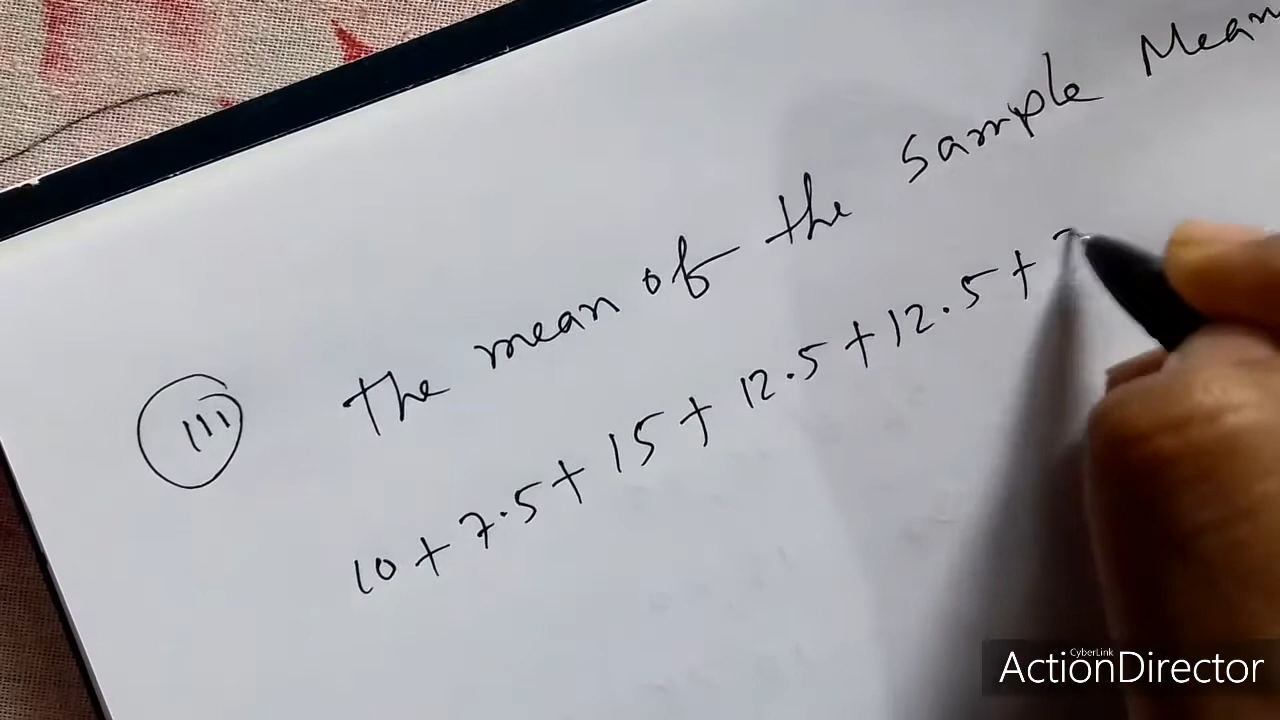 (III) The mean of the Sample Mean
10 + 7.5 + 15 + 12.5 + 12.5 +
CyberLink
ActionDirector